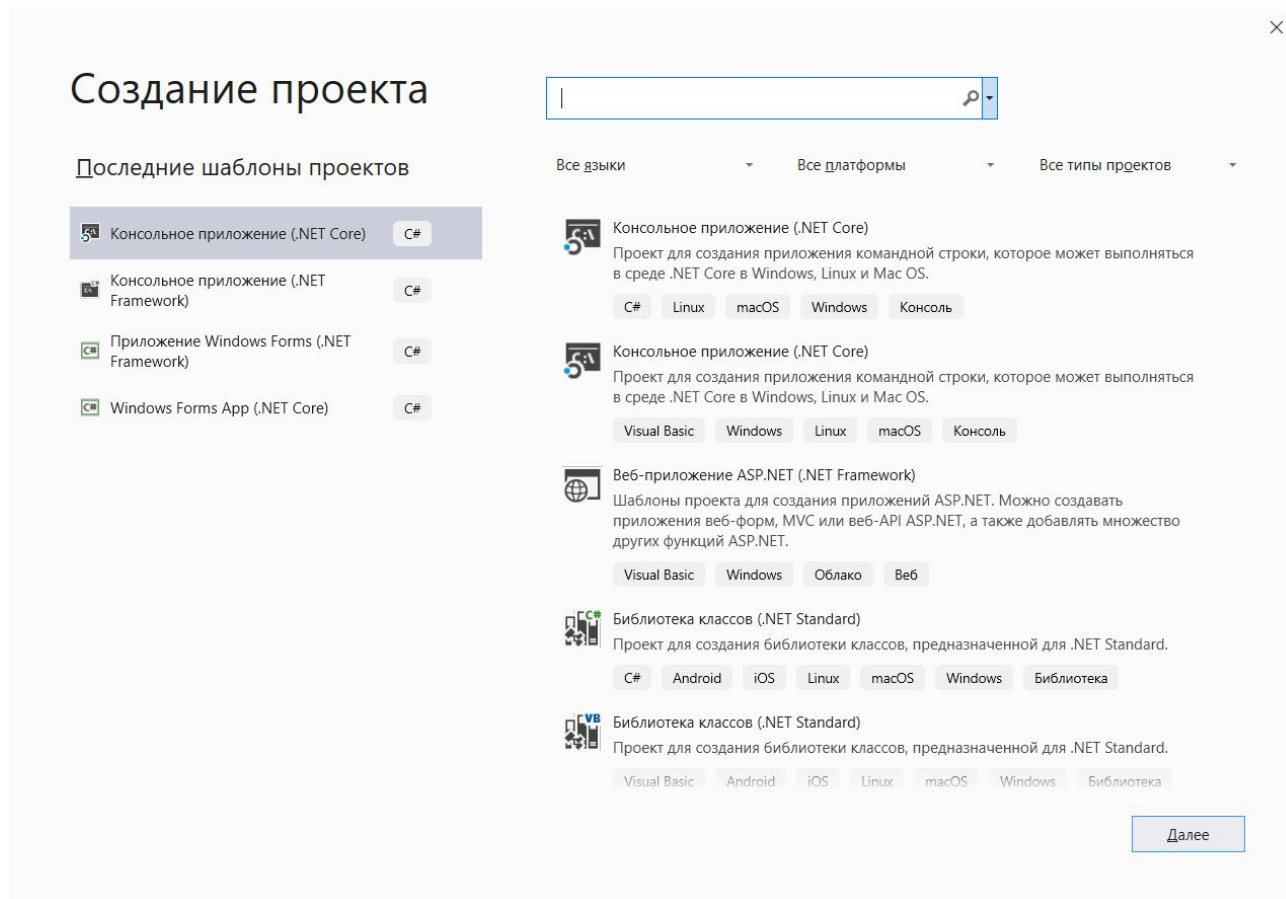 Создание проекта
Последние шаблоны проектов
Консольное приложение (.NET Core) C#
Консольное приложение (.NET
Framework)
C#
Приложение Windows Forms (.NET
Framework)
C#
Windows Forms App (.NET Core) C#
Все языки Все платформы Все типы проектов
Консольное приложение (.NET Core)
Проект для создания приложения командной строки, которое может выполняться
в среде .NET Core в Windows, Linux и Mac OS.
C# Linux macOS Windows Консоль
Консольное приложение (.NET Core)
Проект для создания приложения командной строки, которое может выполняться
в среде .NET Core в Windows, Linux и Mac OS.
Visual Basic Windows Linux macOS Консоль
Веб-приложение ASP.NET (.NET Framework)
Шаблоны проекта для создания приложений ASP.NET. Можно создавать
приложения веб-форм, MVC или веб-API ASP.NET, а также добавлять множество
других функций ASP.NET.
Visual Basic Windows Облако Веб
Библиотека классов (.NET Standard)
Проект для создания библиотеки классов, предназначенной для .NET Standard.
C# Android iOS Linux macOS Windows Библиотека
Библиотека классов (.NET Standard)
Проект для создания библиотеки классов, предназначенной для .NET Standard.
Visual Basic Android iOS Linux macOS Windows Библиотека
Далее